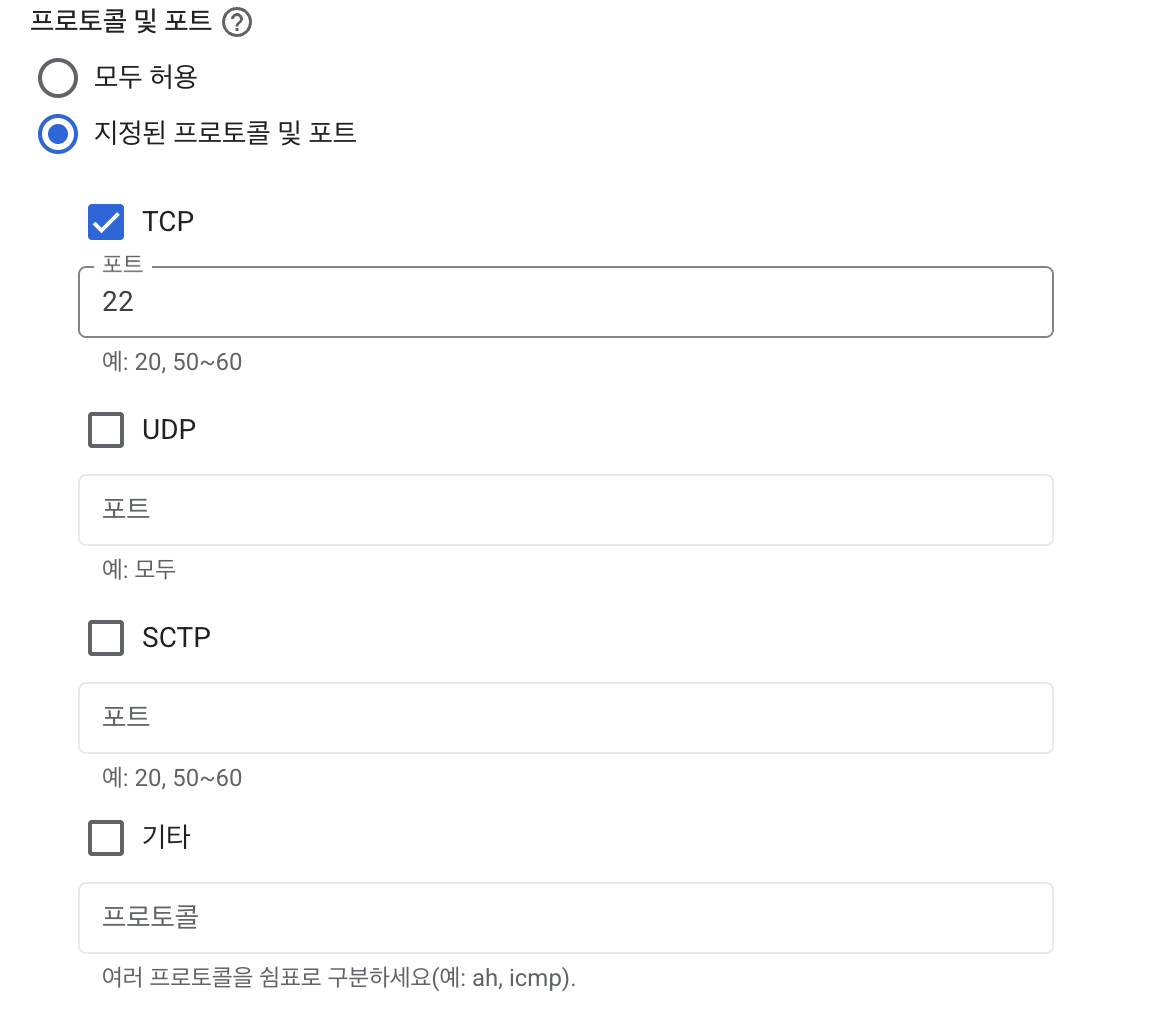 프로토콜 및 포트
모두 허용
지정된 프로토콜 및 포트
TCP
포트
22
예: 20, 50~60
UDP
포트
예: 모두
SCTP
포트
예: 20, 50~60
기타
프로토콜
여러 프로토콜을 쉼표로 구분하세요(예: ah, icmp).